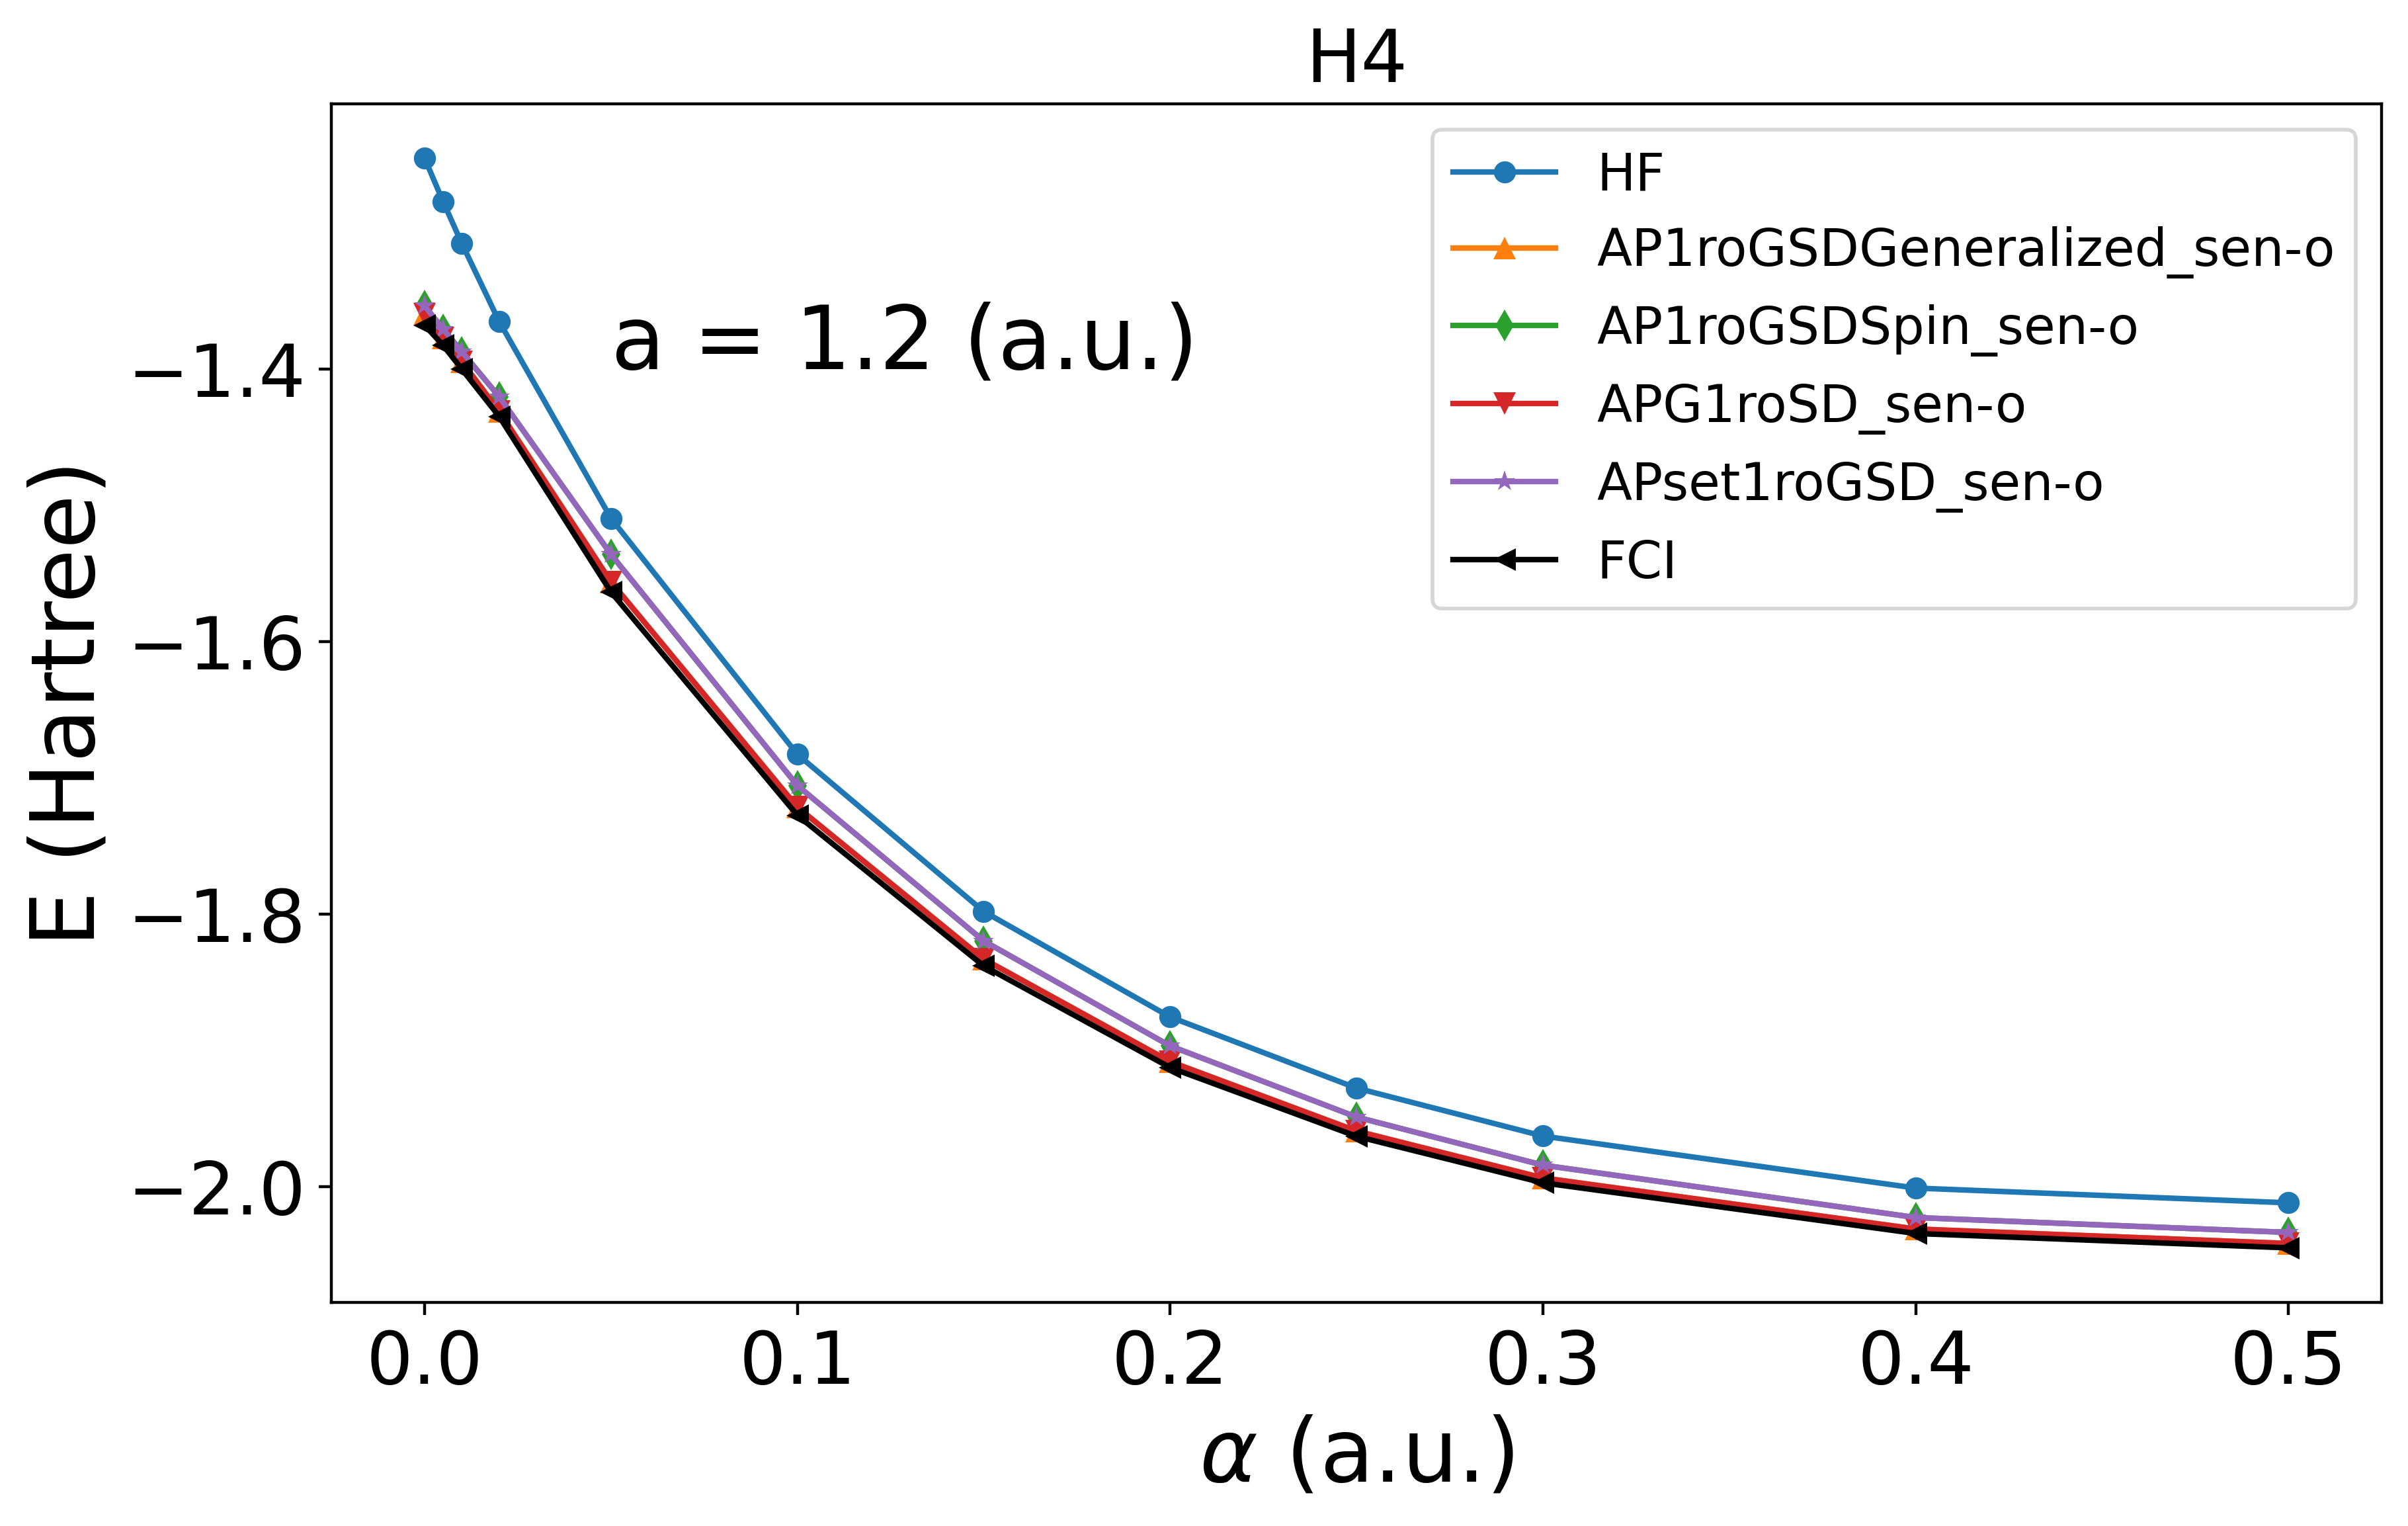 H4
HF
AP1roGSDGeneralized_sen-o
AP1roGSDSpin_sen-o
APG1roSD_sen-o
APset1roGSD_sen-o
FCI
a = 1.2 (a.u.)
E (Hartree)
−1.4
−1.6
−1.8
−2.0
0.0 0.1 0.2 0.3 0.4 0.5
α (a.u.)